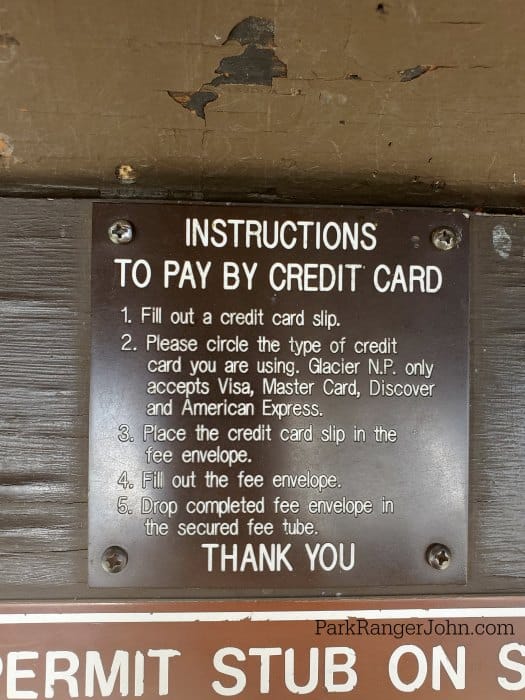 INSTRUCTIONS
TO PAY BY CREDIT CARD
1. Fill out a credit card slip.
2. Please circle the type of credit
card you are using. Glacier N.P. only
accepts Visa, Master Card, Discover
and American Express.
3. Place the credit card slip in the
fee envelope.
4. Fill out the fee envelope.
5. Drop completed fee envelope in
the secured fee tube.
THANK YOU
ParkRangerJohn.com
PERMIT STUB ON S